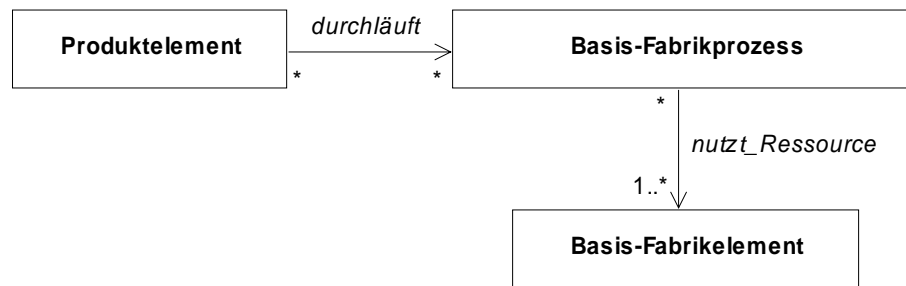 durchläuft
Produktelement
Basis-Fabrikprozess
*
*
*
nutzt_Ressource
1..*
Basis-Fabrikelement